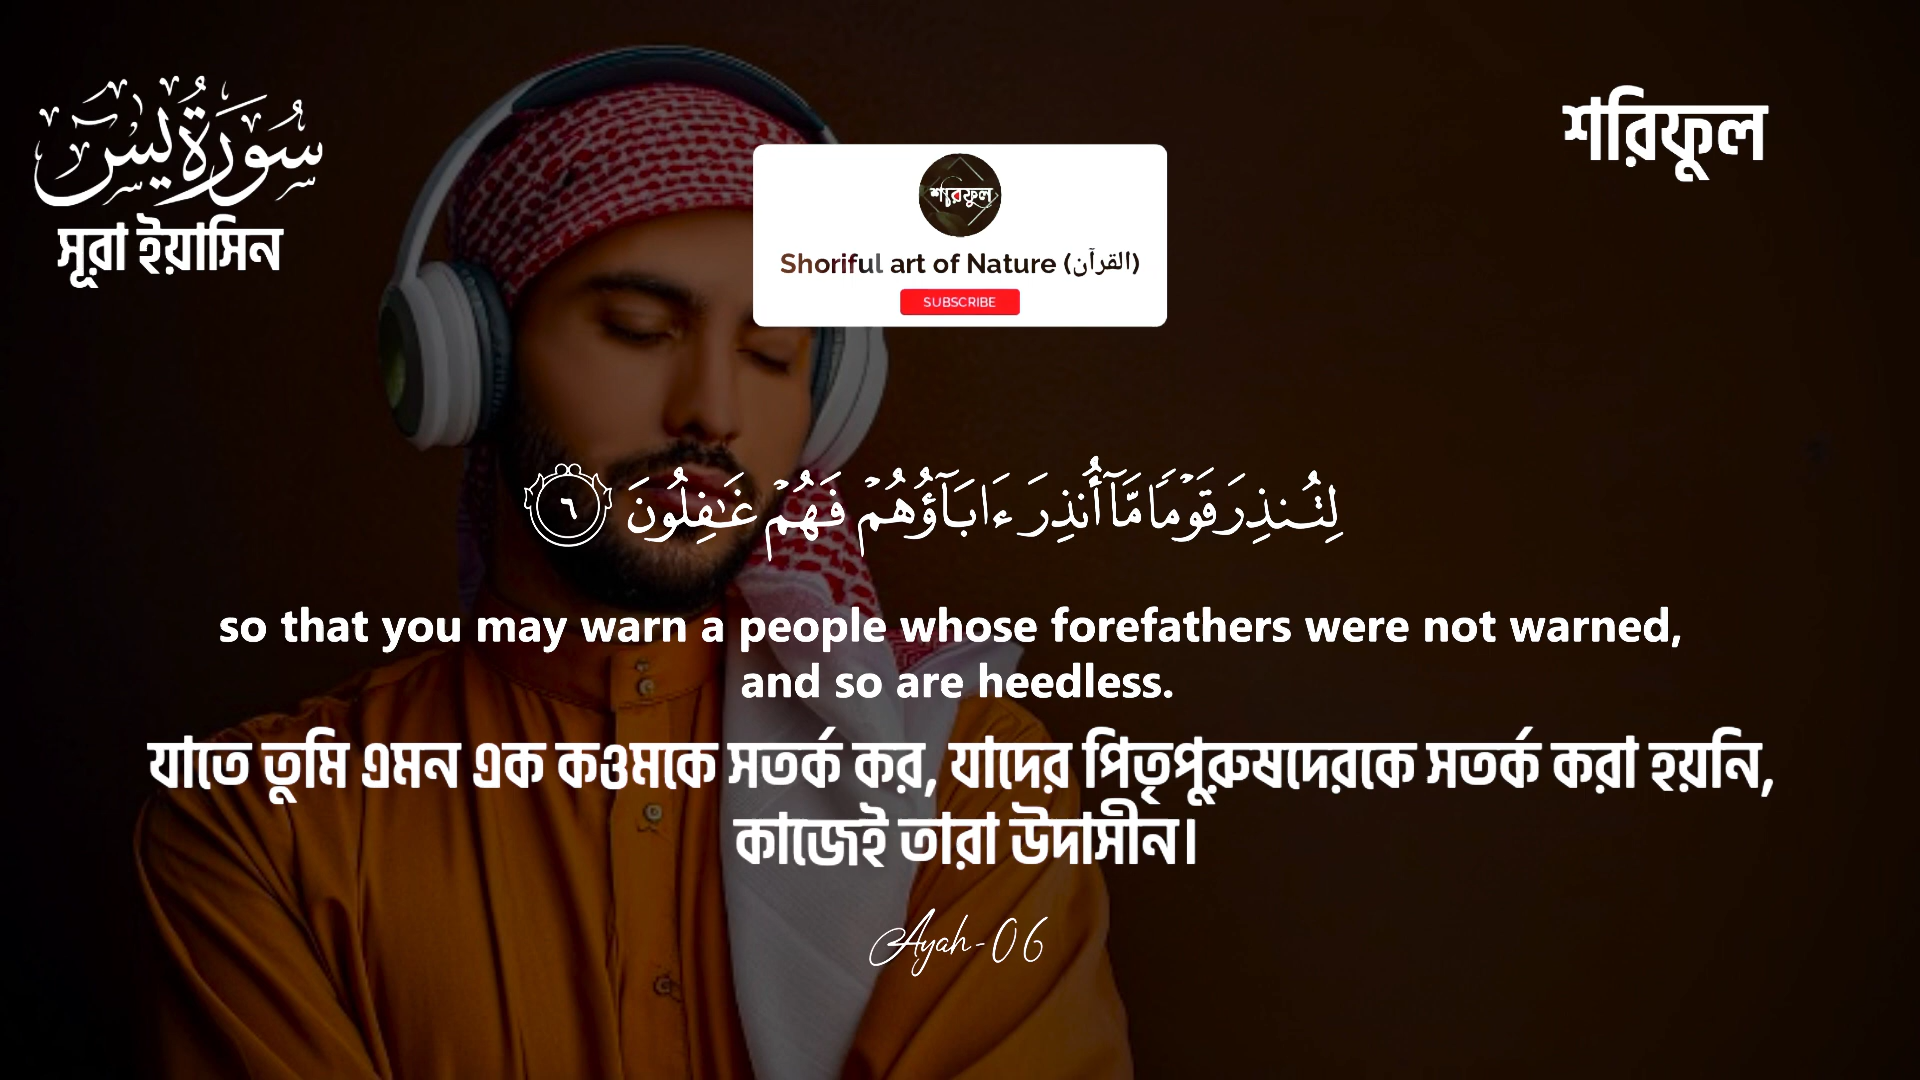 سُورَةُ يسٓ
সূরা ইয়াসিন
শরিফুল
শরিফুল
Shoriful art of Nature (القرآن)
SUBSCRIBE
لِتُنذِرَ قَوْمًا مَّآ أُنذِرَ ءَابَآؤُهُمْ فَهُمْ غَٰفِلُونَ ٦
so that you may warn a people whose forefathers were not warned,
and so are heedless.
যাতে তুমি এমন এক কওমকে সতর্ক কর, যাদের পিতৃপুরুষদেরকে সতর্ক করা হয়নি,
কাজেই তারা উদাসীন।
Ayah-06